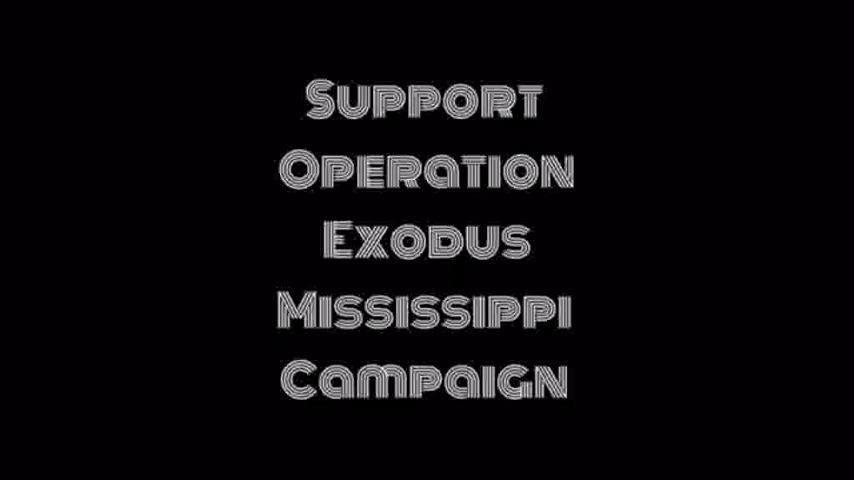 Support
Operation
Exodus
Mississippi
Campaign